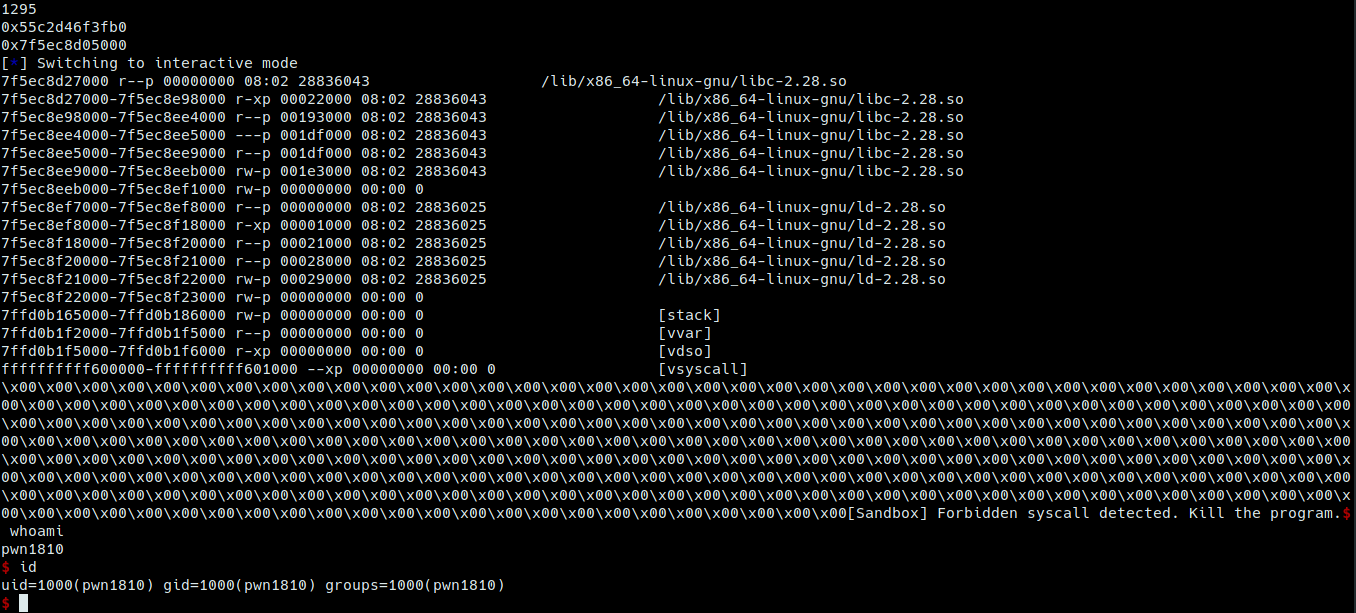 1295
0x55c2d46f3fb0
0x7f5ec8d05000
[*] Switching to interactive mode
7f5ec8d27000 r--p 00000000 08:02 28836043 /lib/x86_64-linux-gnu/libc-2.28.so
7f5ec8d27000-7f5ec8e98000 r-xp 00022000 08:02 28836043 /lib/x86_64-linux-gnu/libc-2.28.so
7f5ec8e98000-7f5ec8ee4000 r--p 00193000 08:02 28836043 /lib/x86_64-linux-gnu/libc-2.28.so
7f5ec8ee4000-7f5ec8ee5000 ---p 001df000 08:02 28836043 /lib/x86_64-linux-gnu/libc-2.28.so
7f5ec8ee5000-7f5ec8ee9000 r--p 001df000 08:02 28836043 /lib/x86_64-linux-gnu/libc-2.28.so
7f5ec8ee9000-7f5ec8eeb000 rw-p 001e3000 08:02 28836043 /lib/x86_64-linux-gnu/libc-2.28.so
7f5ec8eeb000-7f5ec8ef1000 rw-p 00000000 00:00 0
7f5ec8ef7000-7f5ec8ef8000 r--p 00000000 08:02 28836025 /lib/x86_64-linux-gnu/ld-2.28.so
7f5ec8ef8000-7f5ec8f18000 r-xp 00001000 08:02 28836025 /lib/x86_64-linux-gnu/ld-2.28.so
7f5ec8f18000-7f5ec8f20000 r--p 00021000 08:02 28836025 /lib/x86_64-linux-gnu/ld-2.28.so
7f5ec8f20000-7f5ec8f21000 r--p 00028000 08:02 28836025 /lib/x86_64-linux-gnu/ld-2.28.so
7f5ec8f21000-7f5ec8f22000 rw-p 00029000 08:02 28836025 /lib/x86_64-linux-gnu/ld-2.28.so
7f5ec8f22000-7f5ec8f23000 rw-p 00000000 00:00 0
7ffd0b165000-7ffd0b186000 rw-p 00000000 00:00 0 [stack]
7ffd0b1f2000-7ffd0b1f5000 r--p 00000000 00:00 0 [vvar]
7ffd0b1f5000-7ffd0b1f6000 r-xp 00000000 00:00 0 [vdso]
ffffffffff600000-ffffffffff601000 --xp 00000000 00:00 0 [vsyscall]
\x00\x00\x00\x00\x00\x00\x00\x00\x00\x00\x00\x00\x00\x00\x00\x00\x00\x00\x00\x00\x00\x00\x00\x00\x00\x00\x00\x00\x00\x00\x00\x00\x00\x00\x00\x00\x00\x
00\x00\x00\x00\x00\x00\x00\x00\x00\x00\x00\x00\x00\x00\x00\x00\x00\x00\x00\x00\x00\x00\x00\x00\x00\x00\x00\x00\x00\x00\x00\x00\x00\x00\x00\x00\x00\x00
\x00\x00\x00\x00\x00\x00\x00\x00\x00\x00\x00\x00\x00\x00\x00\x00\x00\x00\x00\x00\x00\x00\x00\x00\x00\x00\x00\x00\x00\x00\x00\x00\x00\x00\x00\x00\x00\x
00\x00\x00\x00\x00\x00\x00\x00\x00\x00\x00\x00\x00\x00\x00\x00\x00\x00\x00\x00\x00\x00\x00\x00\x00\x00\x00\x00\x00\x00\x00\x00\x00\x00\x00\x00\x00\x00
\x00\x00\x00\x00\x00\x00\x00\x00\x00\x00\x00\x00\x00\x00\x00\x00\x00\x00\x00\x00\x00\x00\x00\x00\x00\x00\x00\x00\x00\x00\x00\x00\x00\x00\x00\x00\x00\x
00\x00\x00\x00\x00\x00\x00\x00\x00\x00\x00\x00\x00\x00\x00\x00\x00\x00\x00\x00\x00\x00\x00\x00\x00\x00\x00\x00\x00\x00\x00\x00\x00\x00\x00\x00\x00\x00
\x00\x00\x00\x00\x00\x00\x00\x00\x00\x00\x00\x00\x00\x00\x00\x00\x00\x00\x00\x00\x00\x00\x00\x00\x00\x00\x00\x00\x00\x00\x00\x00\x00\x00\x00\x00\x00\x
00\x00\x00\x00\x00\x00\x00\x00\x00\x00\x00\x00\x00\x00\x00\x00\x00\x00\x00\x00\x00\x00\x00\x00[Sandbox] Forbidden syscall detected. Kill the program.$
whoami
pwn1810
$ id
uid=1000(pwn1810) gid=1000(pwn1810) groups=1000(pwn1810)
$